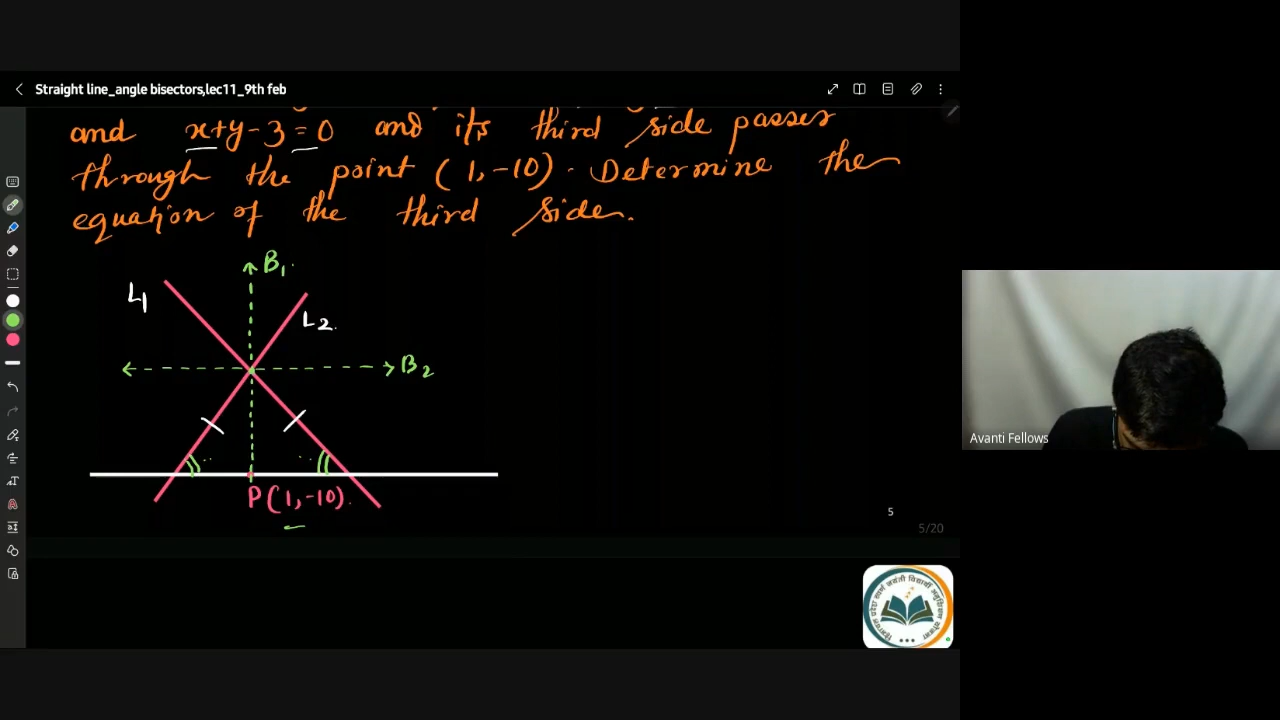 Straight line_angle bisectors,lec11_9th feb
and x+y-3=0 and its third side passes
through the point (1,-10). Determine the
equation of the third side.
B₁
L₁
L₂.
B₂
P(1,-10).
Avanti Fellows
5
5/20